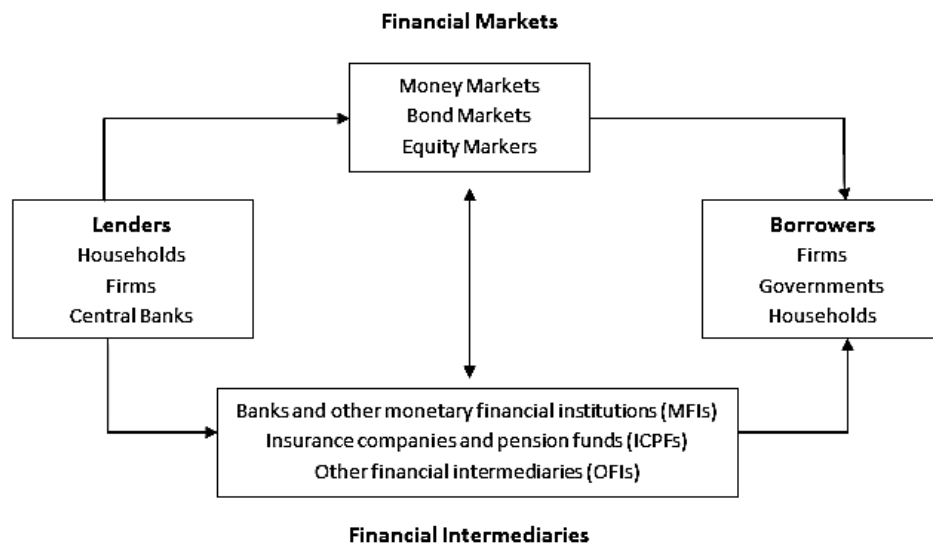 Financial Markets
Money Markets
Bond Markets
Equity Markers
Lenders
Households
Firms
Central Banks
Borrowers
Firms
Governments
Households
Banks and other monetary financial institutions (MFIs)
Insurance companies and pension funds (ICPFs)
Other financial intermediaries (OFIs)
Financial Intermediaries